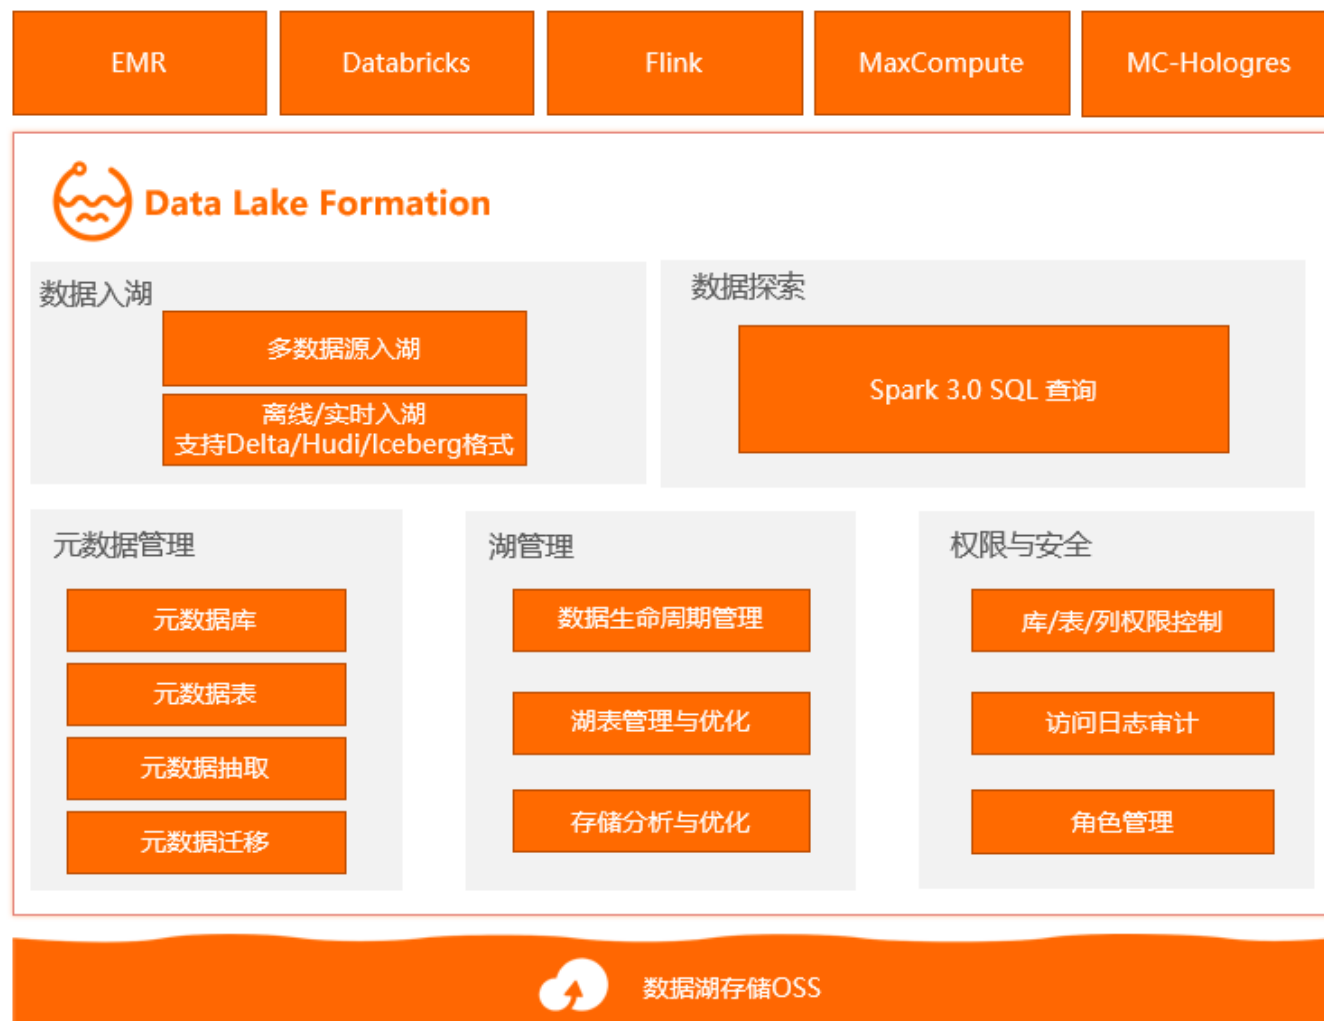 EMR
Databricks
Flink
MaxCompute
MC-Hologres
Data Lake Formation
数据入湖
多数据源入湖
离线/实时入湖
支持Delta/Hudi/Iceberg格式
数据探索
Spark 3.0 SQL 查询
元数据管理
元数据库
元数据表
元数据抽取
元数据迁移
湖管理
数据生命周期管理
湖表管理与优化
存储分析与优化
权限与安全
库/表/列权限控制
访问日志审计
角色管理
数据湖存储OSS